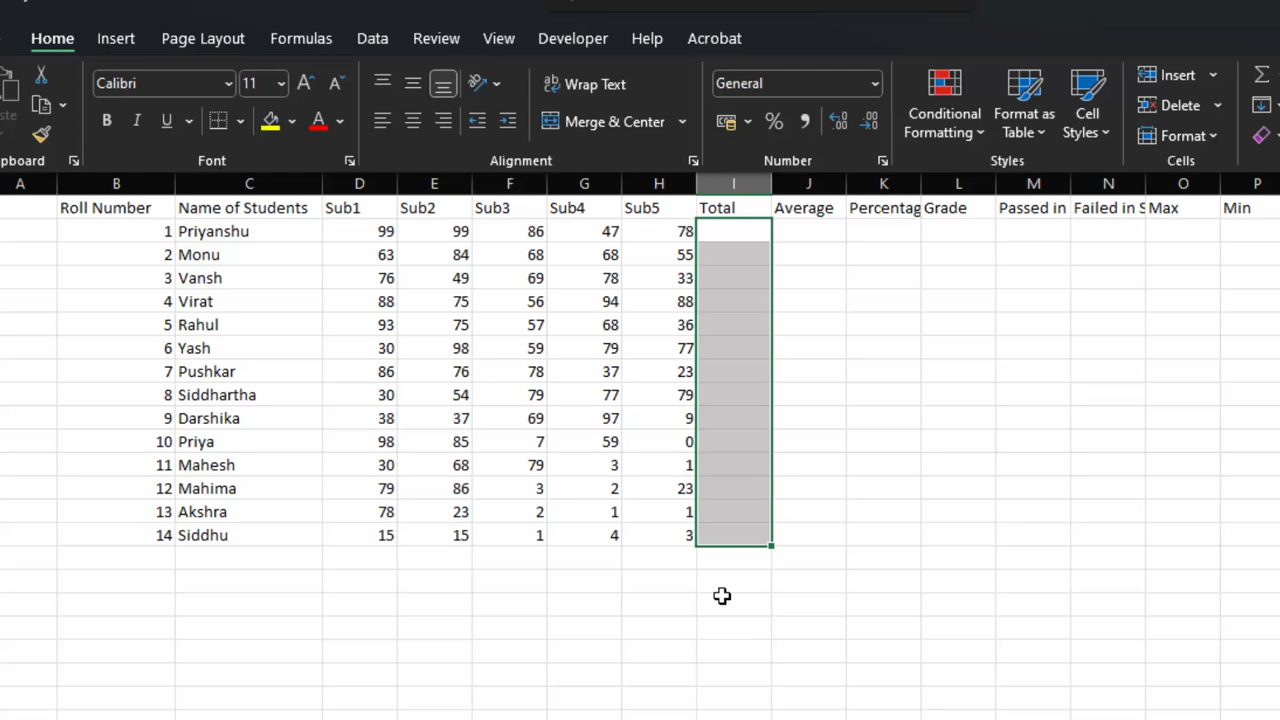 Home Insert Page Layout Formulas Data Review View Developer Help Acrobat
Calibri 11 A A ab Wrap Text General Conditional Formatting Format as Table Cell Styles Insert
B I U A Merge & Center % Delete
Format
Font Alignment Number Styles Cells
A B C D E F G H I J K L M N O P
Roll Number Name of Students Sub1 Sub2 Sub3 Sub4 Sub5 Total Average Percentag Grade Passed in Failed in S Max Min
1 Priyanshu 99 99 86 47 78
2 Monu 63 84 68 68 55
3 Vansh 76 49 69 78 33
4 Virat 88 75 56 94 88
5 Rahul 93 75 57 68 36
6 Yash 30 98 59 79 77
7 Pushkar 86 76 78 37 23
8 Siddhartha 30 54 79 77 79
9 Darshika 38 37 69 97 9
10 Priya 98 85 7 59 0
11 Mahesh 30 68 79 3 1
12 Mahima 79 86 3 2 23
13 Akshra 78 23 2 1 1
14 Siddhu 15 15 1 4 3